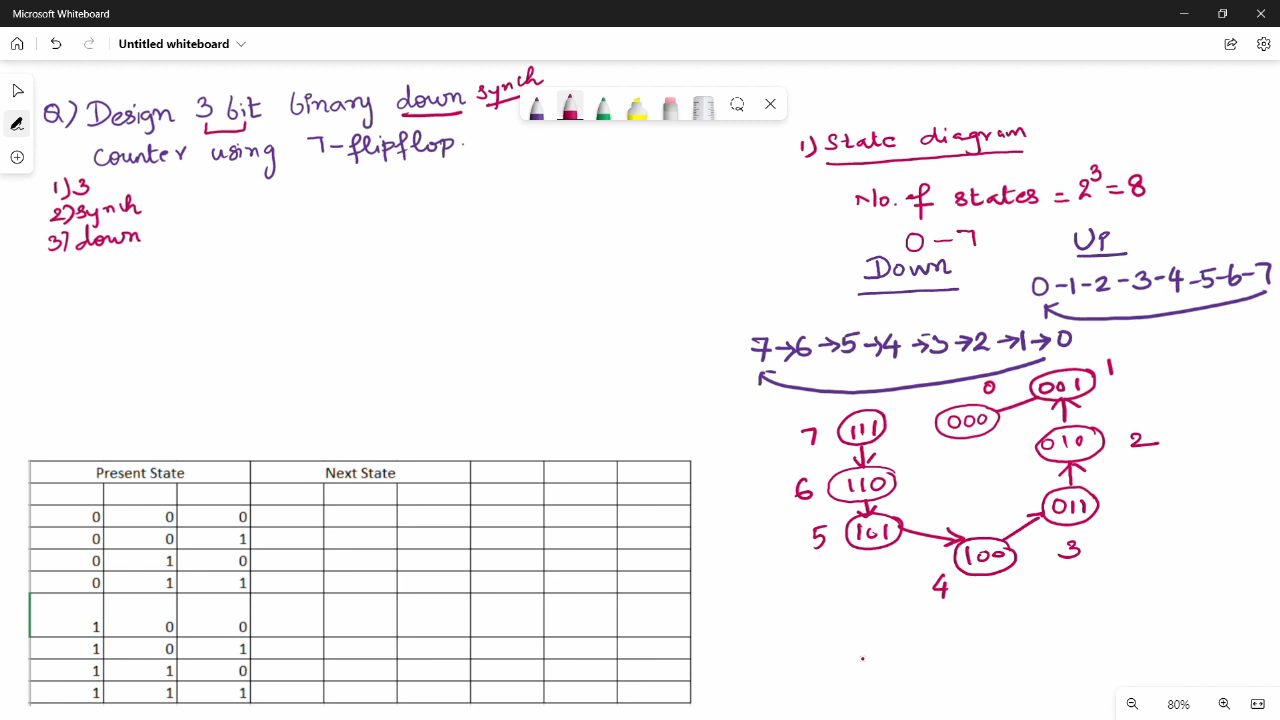 Microsoft Whiteboard
Untitled whiteboard
Q) Design 3 bit binary down synch
counter using T-flipflop.
1) 3
2) synch
3) down
1) State diagram
No. of states = 2³ = 8
0 - 7
Down
UP
0 -1 -2 -3 -4 -5 -6 -7
7→6→5→4→3→2→1→0
7 111
6 110
5 101
4 100
3 011
2 010
1 001
0 000
Present State Next State
0 0 0
0 0 1
0 1 0
0 1 1
1 0 0
1 0 1
1 1 0
1 1 1
80%